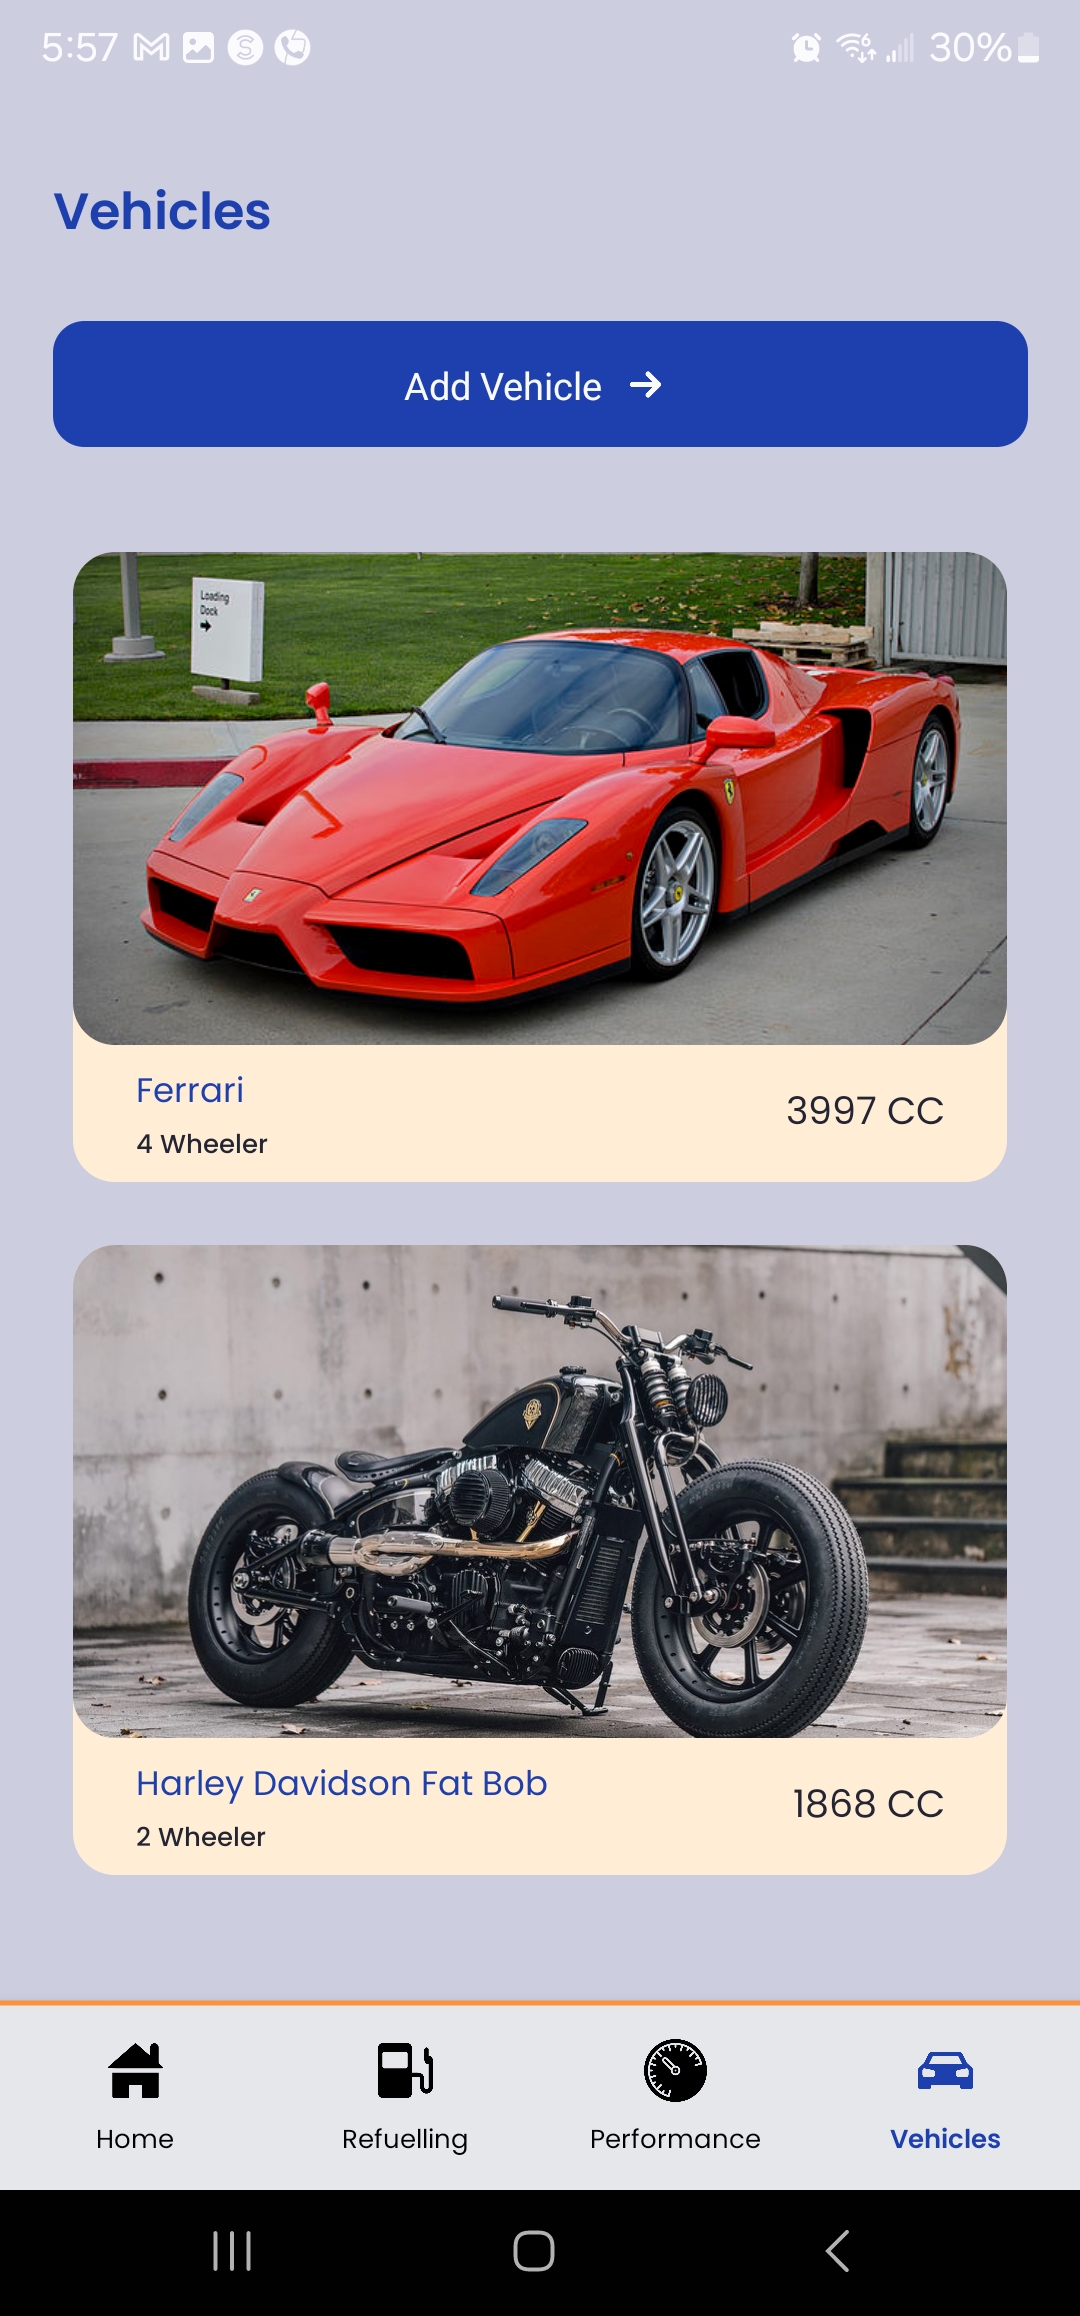 5:57
30%
Vehicles
Add Vehicle →
Loading
Dock
→
Ferrari
4 Wheeler
3997 CC
Harley Davidson Fat Bob
2 Wheeler
1868 CC
Home Refuelling Performance Vehicles